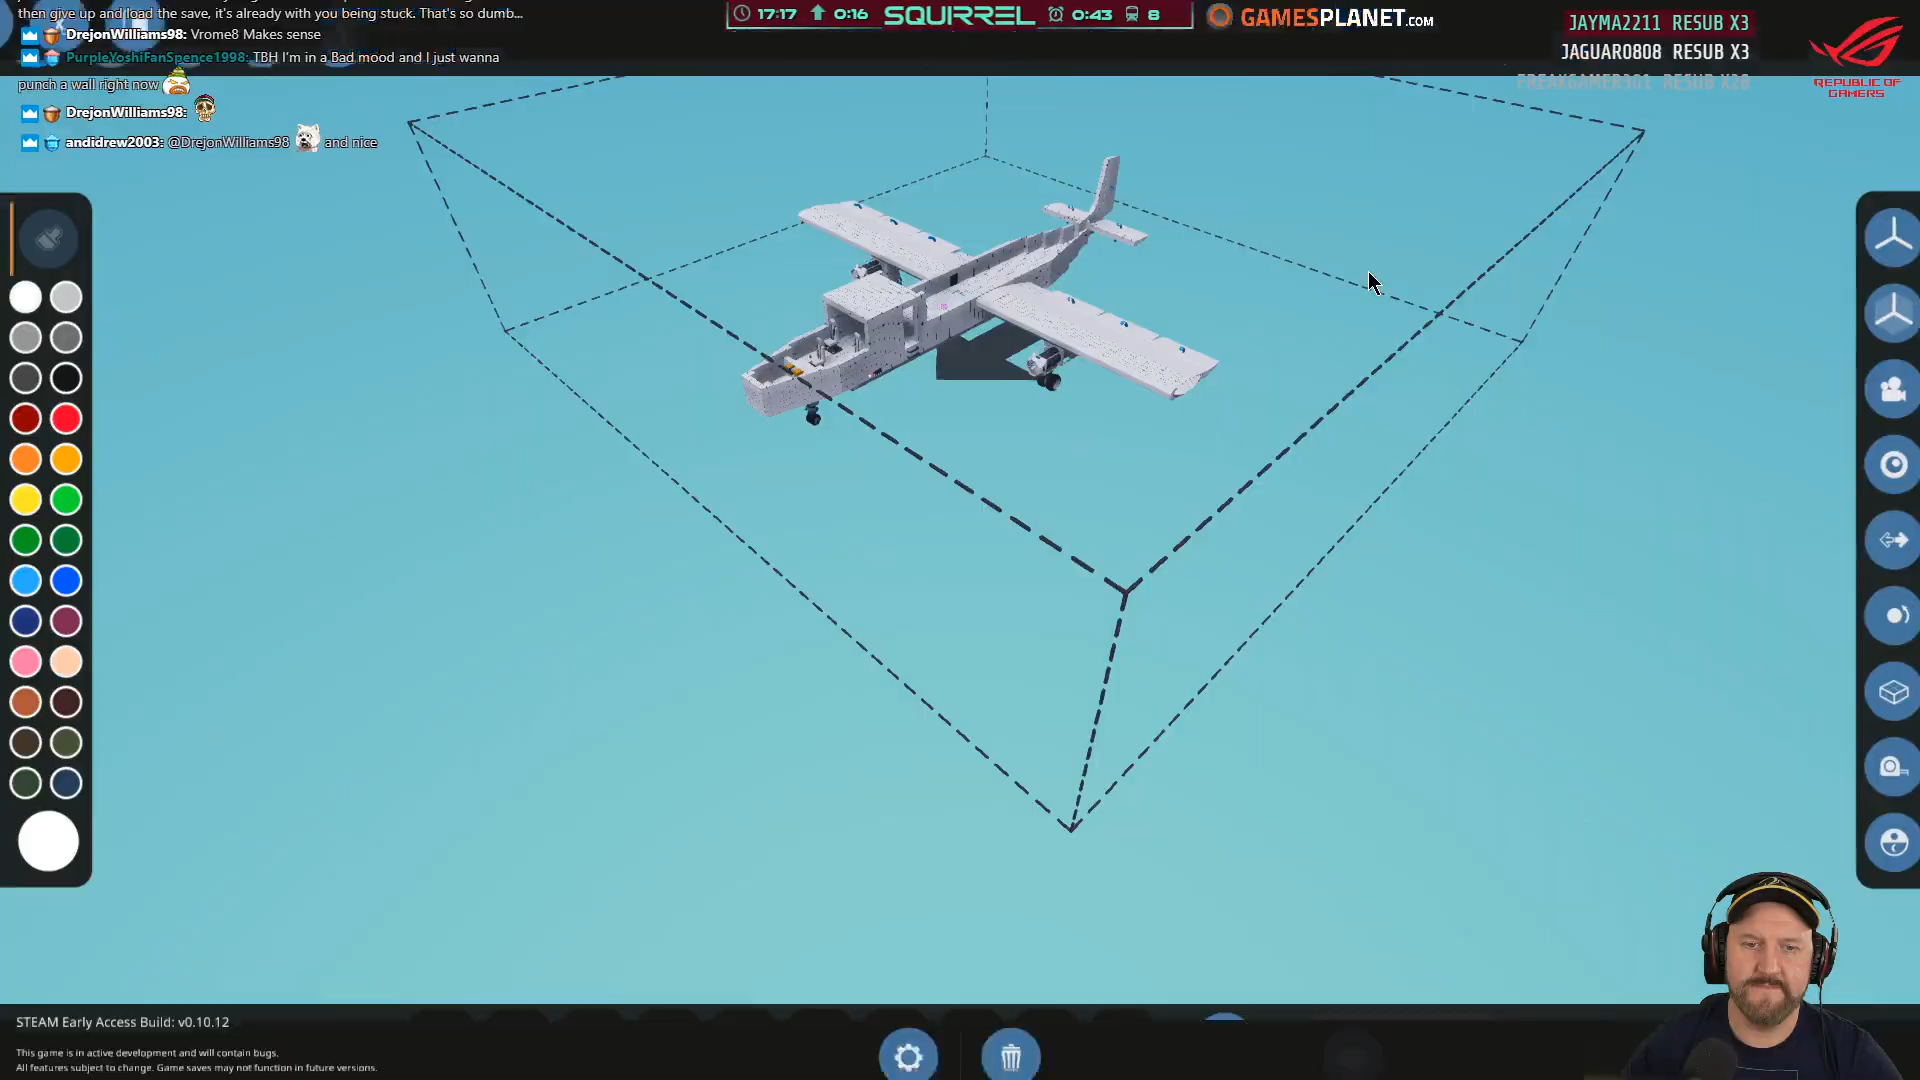 then give up and load the save, it's already with you being stuck. That's so dumb...
DrejonWilliams98: Vrome8 Makes sense
PurpleYoshiFanSpence1998: TBH I'm in a Bad mood and I just wanna
punch a wall right now
DrejonWilliams98:
andidrew2003: @DrejonWilliams98 and nice
17:17 0:16 SQUIRREL 0:43 8
GAMESPLANET.COM
JAYMA2211 RESUB X3
JAGUAR0808 RESUB X3
REPUBLIC OF
GAMERS
STEAM Early Access Build: v0.10.12
This game is in active development and will contain bugs.
All features subject to change. Game saves may not function in future versions.